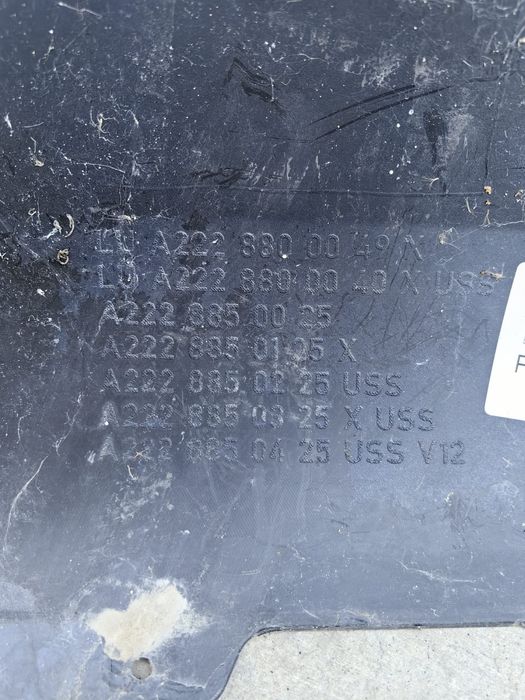 LU A222 880 00 49 X
LU A222 880 00 40 X USS
A222 885 00 25
A222 885 01 25 X
A222 885 02 25 USS
A222 885 03 25 X USS
A222 885 04 25 USS V12